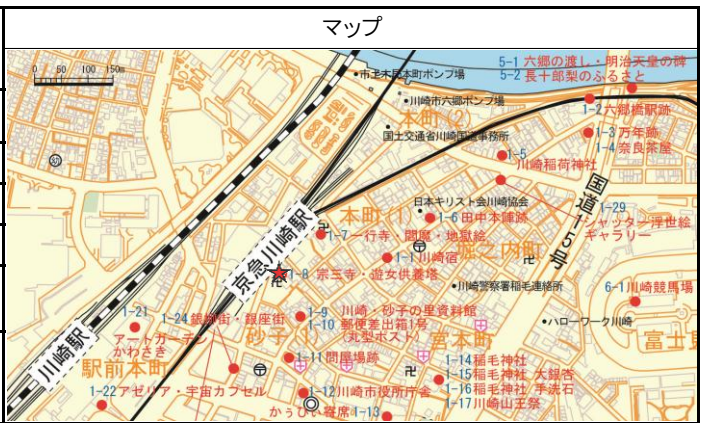 マップ
0 50 100 150m
5-1 六郷の渡し・明治天皇の碑
5-2 長十郎梨のふるさと
市上木局本町ポンプ場
川崎市六郷ポンプ場
本町(2)
国土交通省川崎国道事務所
1-2 六郷橋駅跡
1-3 万年跡
1-4 奈良茶屋
1-5
川崎稲荷神社
国道15号
1-29
シャッター浮世絵
ギャラリー
日本キリスト会川崎協会
本町(1)
1-6 田中本陣跡
1-7 一行寺・閻魔・地獄絵
1-1 川崎宿
堀之内町
京急川崎駅
1-8 宗三寺・遊女供養塔
川崎警察署稲毛連絡所
6-1 川崎競馬場
1-21
アートガーデン
かわさき
1-24 銀柳街・銀座街
1-9 川崎・砂子の里資料館
1-10 郵便差出箱1号
(丸型ポスト)
ハローワーク川崎
砂子(1)
宮本町
富士見
川崎駅
駅前本町
1-11 問屋場跡
1-14 稲毛神社
1-15 稲毛神社 大銀杏
1-16 稲毛神社 手洗石
1-17 川崎山王祭
1-22 アゼリア・宇宙カプセル
1-12 川崎市役所庁舎
かぅひい寄席 1-13